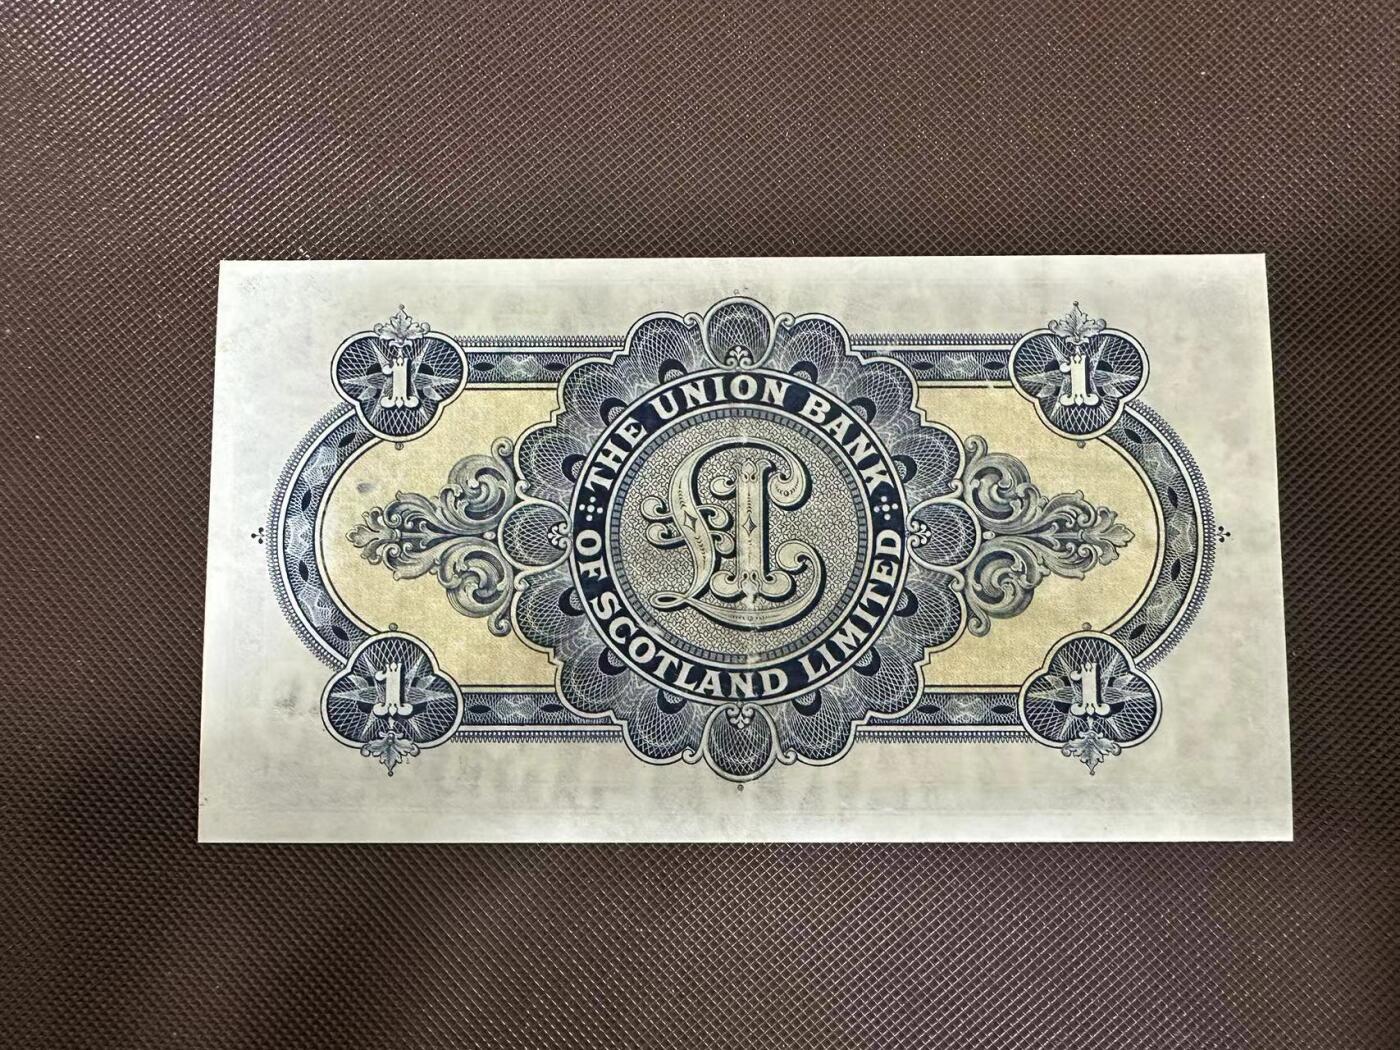 1 1
THE UNION BANK
£1
OF SCOTLAND LIMITED
1 1